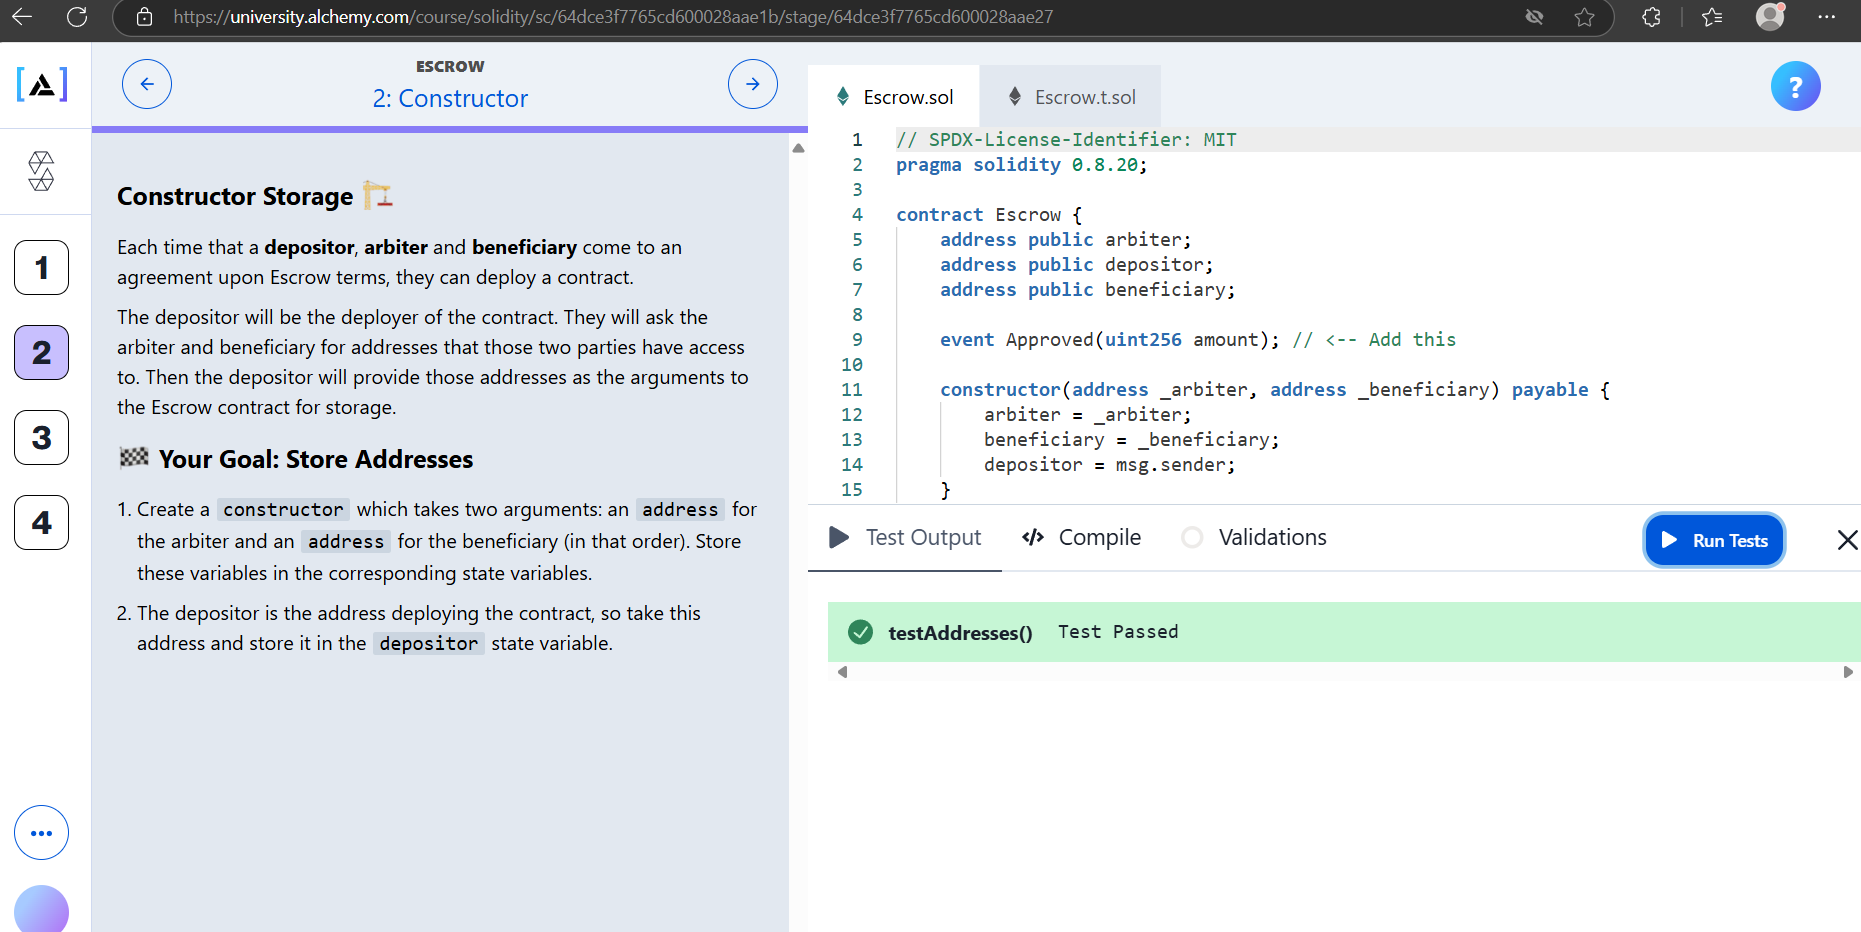 https://university.alchemy.com/course/solidity/sc/64dce3f7765cd600028aae1b/stage/64dce3f7765cd600028aae27
ESCROW
2: Constructor
1
2
3
4
Constructor Storage
Each time that a depositor, arbiter and beneficiary come to an
agreement upon Escrow terms, they can deploy a contract.
The depositor will be the deployer of the contract. They will ask the
arbiter and beneficiary for addresses that those two parties have access
to. Then the depositor will provide those addresses as the arguments to
the Escrow contract for storage.
Your Goal: Store Addresses
1. Create a constructor which takes two arguments: an address for
the arbiter and an address for the beneficiary (in that order). Store
these variables in the corresponding state variables.
2. The depositor is the address deploying the contract, so take this
address and store it in the depositor state variable.
Escrow.sol
Escrow.t.sol
?
1 // SPDX-License-Identifier: MIT
2 pragma solidity 0.8.20;
3
4 contract Escrow {
5 address public arbiter;
6 address public depositor;
7 address public beneficiary;
8
9 event Approved(uint256 amount); // <-- Add this
10
11 constructor(address _arbiter, address _beneficiary) payable {
12 arbiter = _arbiter;
13 beneficiary = _beneficiary;
14 depositor = msg.sender;
15 }
Test Output
Compile
Validations
Run Tests
testAddresses() Test Passed